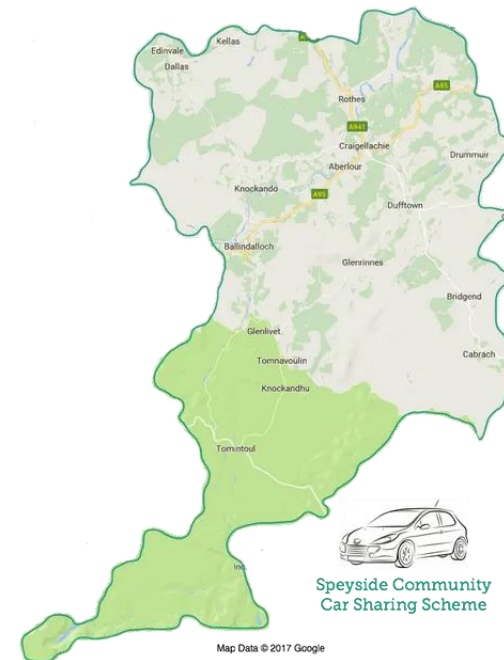 Kellas
Edinvale
Dallas
A95
Rothes
A941
Craigellachie
Drummuir
Aberlour
Knockando
A95
Dufftown
Ballindalloch
Glenrinnes
Bridgend
Glenlivet
Cabrach
Tomnavoulin
Knockandhu
Tomintoul
Speyside Community
Car Sharing Scheme
Map Data © 2017 Google